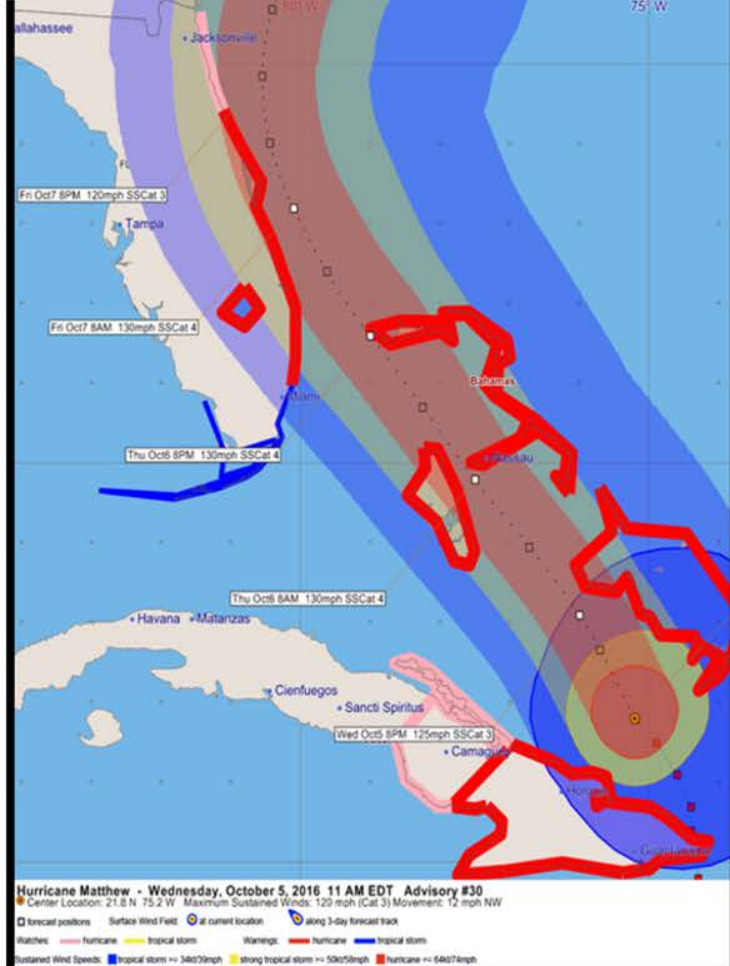 80° W
75° W
allahassee
Jacksonville
FL
Fri Oct7 8PM 120mph SSCat 3
Tampa
Fri Oct7 8AM 130mph SSCat 4
Bahamas
Miami
Thu Oct6 8PM 130mph SSCat 4
Nassau
Thu Oct6 8AM 130mph SSCat 4
Havana
Matanzas
Cienfuegos
Sancti Spiritus
Wed Oct5 8PM 125mph SSCat 3
Camaguey
Holguin
Hurricane Matthew - Wednesday, October 5, 2016 11 AM EDT Advisory #30
Center Location: 21.8 N 75.2 W Maximum Sustained Winds: 120 mph (Cat 3) Movement: 12 mph NW
forecast positions Surface Wind Field: at current location along 3-day forecast track
Watches: hurricane tropical storm Warnings: hurricane tropical storm
Sustained Wind Speeds: tropical storm >= 34kt/39mph strong tropical storm >= 50kt/58mph hurricane >= 64kt/74mph